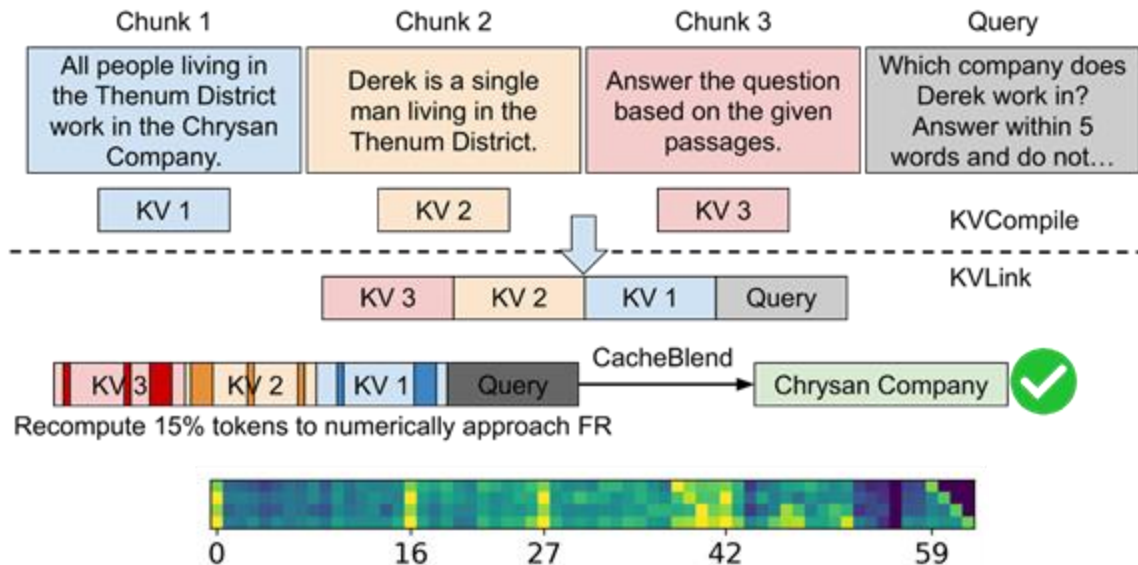 Chunk 1
Chunk 2
Chunk 3
Query
All people living in
the Thenum District
work in the Chrysan
Company.
Derek is a single
man living in the
Thenum District.
Answer the question
based on the given
passages.
Which company does
Derek work in?
Answer within 5
words and do not...
KV 1
KV 2
KV 3
KVCompile
KVLink
KV 3
KV 2
KV 1
Query
KV 3
KV 2
KV 1
Query
CacheBlend
Chrysan Company
Recompute 15% tokens to numerically approach FR
0
16
27
42
59